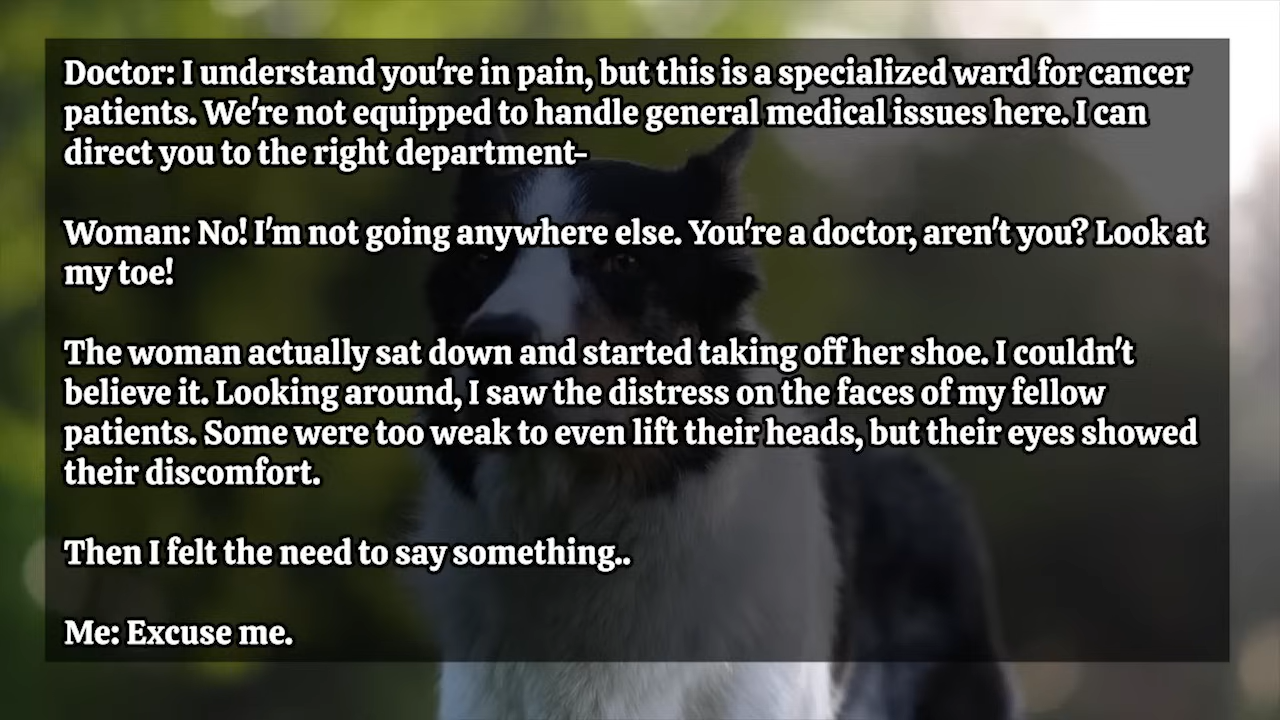 Doctor: I understand you're in pain, but this is a specialized ward for cancer
patients. We're not equipped to handle general medical issues here. I can
direct you to the right department-
Woman: No! I'm not going anywhere else. You're a doctor, aren't you? Look at
my toe!
The woman actually sat down and started taking off her shoe. I couldn't
believe it. Looking around, I saw the distress on the faces of my fellow
patients. Some were too weak to even lift their heads, but their eyes showed
their discomfort.
Then I felt the need to say something..
Me: Excuse me.